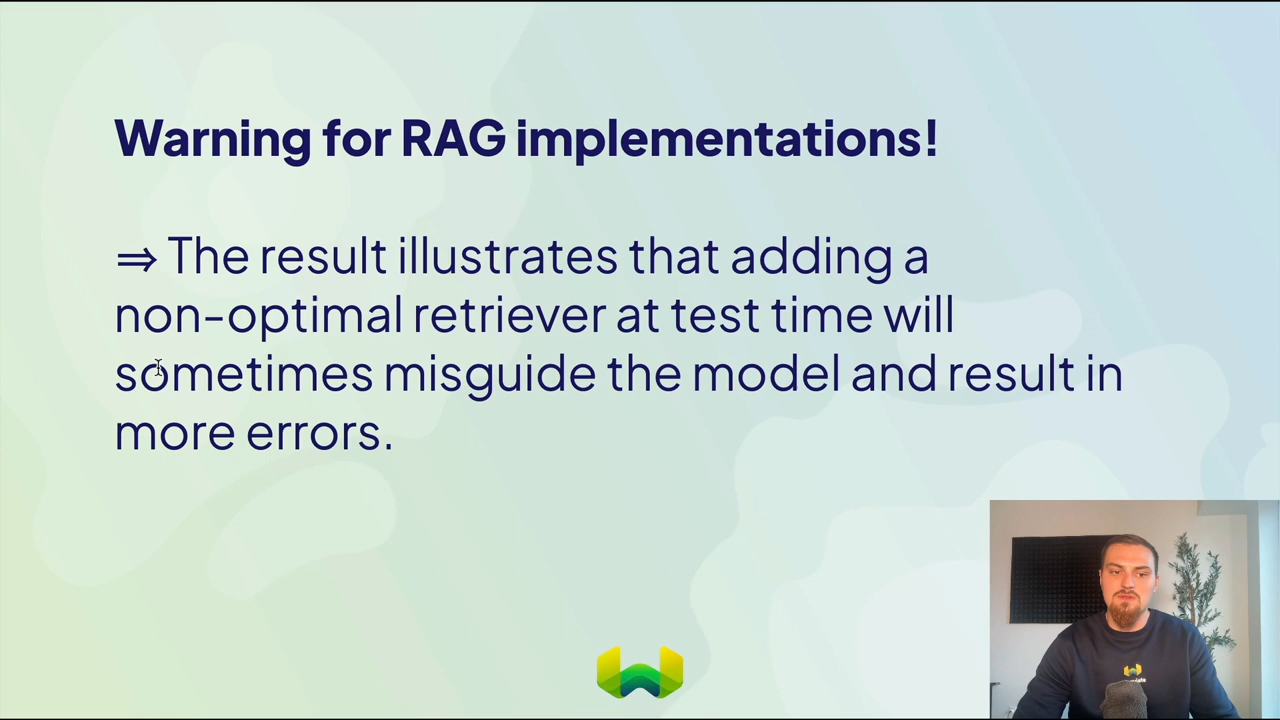 Warning for RAG implementations!
⇒ The result illustrates that adding a
non-optimal retriever at test time will
sometimes misguide the model and result in
more errors.